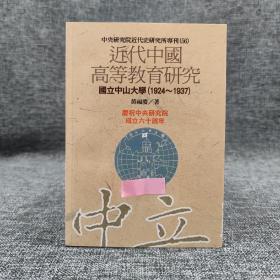 中央研究院近代史研究所專刊(56)
近代中國
高等教育研究
國立中山大學(1924～1937)
黃福慶／著
慶祝中央研究院
成立六十週年
中立